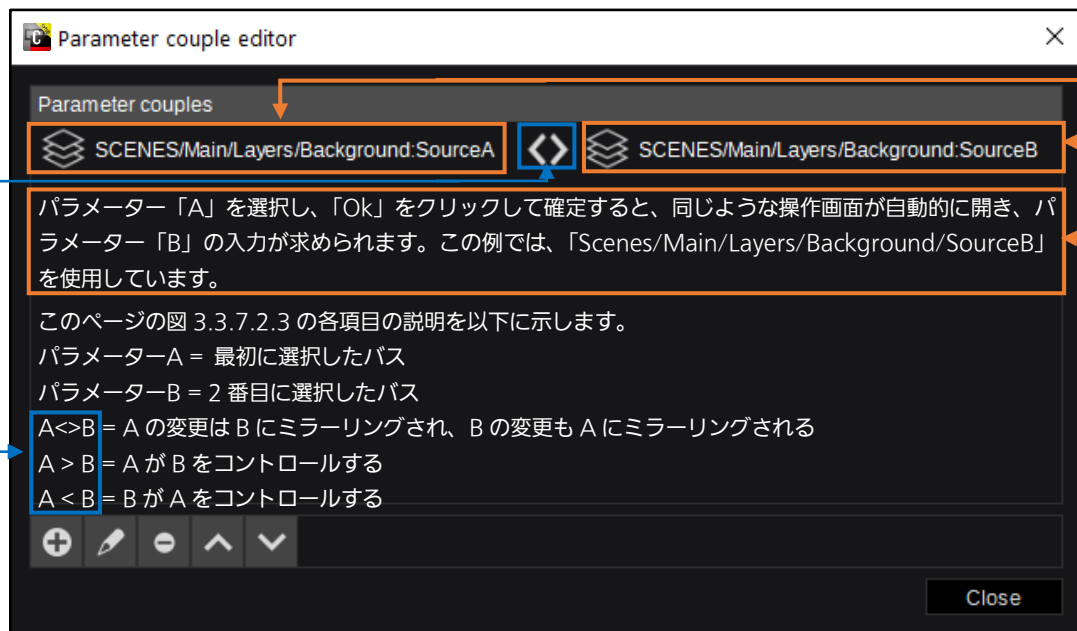 Parameter couple editor
Parameter couples
SCENES/Main/Layers/Background:SourceA <> SCENES/Main/Layers/Background:SourceB
パラメーター「A」を選択し、「Ok」をクリックして確定すると、同じような操作画面が自動的に開き、パ
ラメーター「B」の入力が求められます。この例では、「Scenes/Main/Layers/Background/SourceB」
を使用しています。
このページの図 3.3.7.2.3 の各項目の説明を以下に示します。
パラメーターA = 最初に選択したバス
パラメーターB = 2 番目に選択したバス
A<>B = A の変更は B にミラーリングされ、B の変更も A にミラーリングされる
A > B = A が B をコントロールする
A < B = B が A をコントロールする
Close